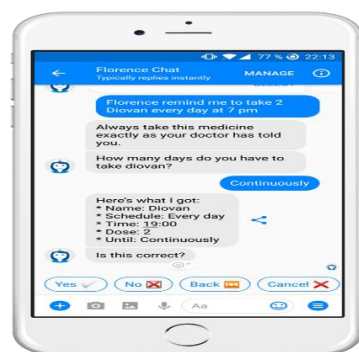 77 % 22:13
Florence Chat
Typically replies instantly
MANAGE
Florence remind me to take 2
Diovan every day at 7 pm
Always take this medicine
exactly as your doctor has told
you.
How many days do you have to
take diovan?
Continuously
Here's what I got:
* Name: Diovan
* Schedule: Every day
* Time: 19:00
* Dose: 2
* Until: Continuously
Is this correct?
Yes No Back Cancel
Aa